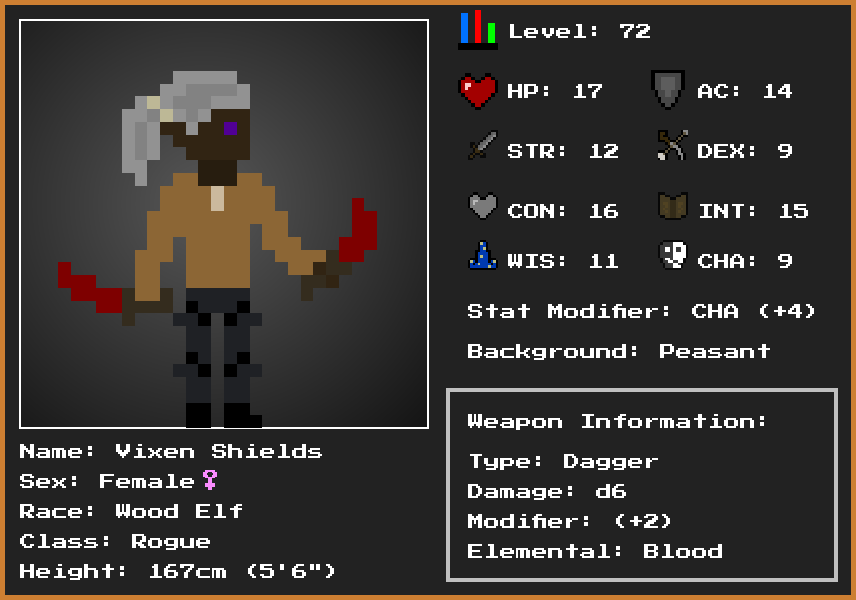 Level: 72
HP: 17
AC: 14
STR: 12
DEX: 9
CON: 16
INT: 15
WIS: 11
CHA: 9
Stat Modifier: CHA (+4)
Background: Peasant
Weapon Information:
Type: Dagger
Damage: d6
Modifier: (+2)
Elemental: Blood
Name: Vixen Shields
Sex: Female♀
Race: Wood Elf
Class: Rogue
Height: 167cm (5'6")